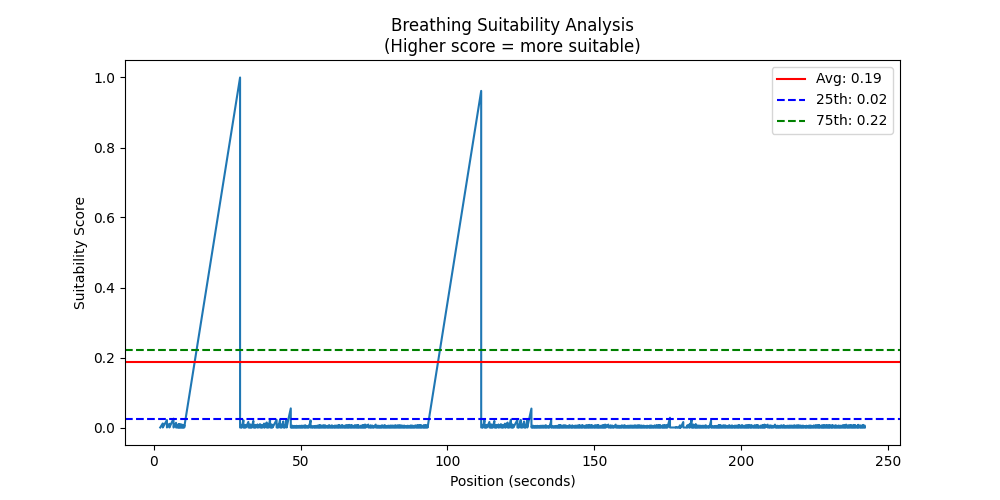 Breathing Suitability Analysis
(Higher score = more suitable)
Avg: 0.19
25th: 0.02
75th: 0.22
Suitability Score
1.0
0.8
0.6
0.4
0.2
0.0
0 50 100 150 200 250
Position (seconds)